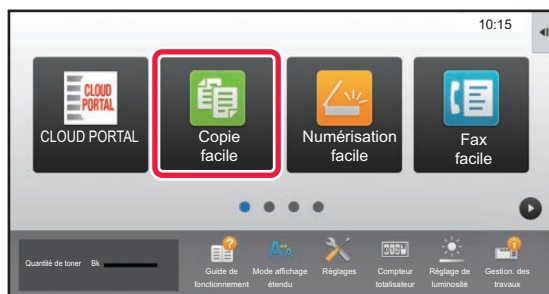 10:15
CLOUD
PORTAL
CLOUD PORTAL
Copie
facile
Numérisation
facile
Fax
facile
Quantité de toner Bk
Guide de
fonctionnement
Mode affichage
étendu
Réglages
Compteur
totalisateur
Réglage de
luminosité
Gestion. des
travaux